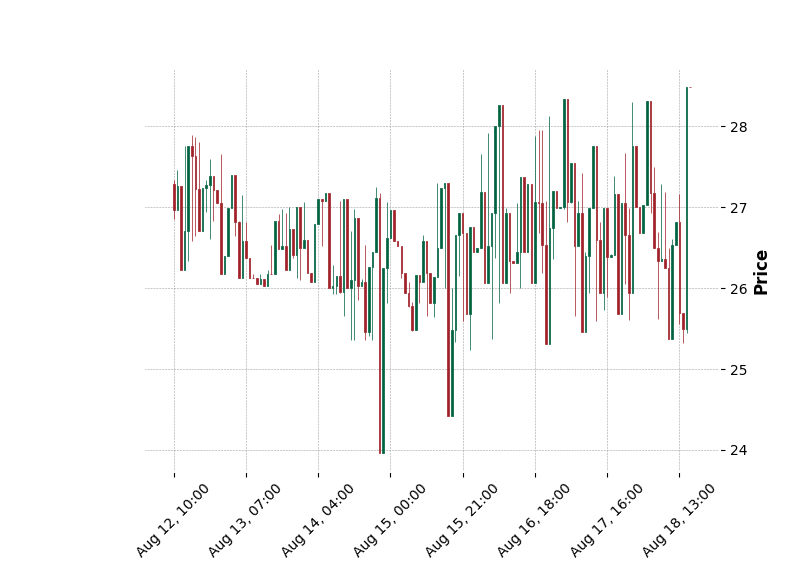 28
27
Price
26
25
24
Aug 12, 10:00
Aug 13, 07:00
Aug 14, 04:00
Aug 15, 00:00
Aug 15, 21:00
Aug 16, 18:00
Aug 17, 16:00
Aug 18, 13:00